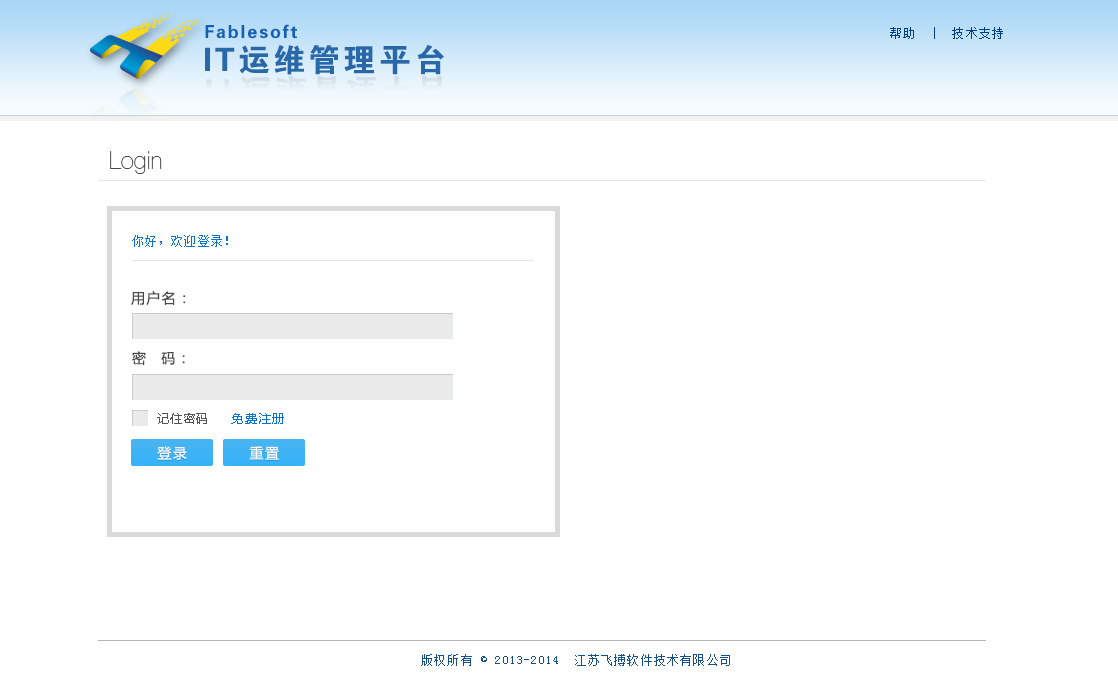 Fablesoft
IT运维管理平台
帮助 | 技术支持
Login
你好，欢迎登录！
用户名：
密 码：
记住密码 免费注册
登录 重置
版权所有 © 2013-2014 江苏飞搏软件技术有限公司